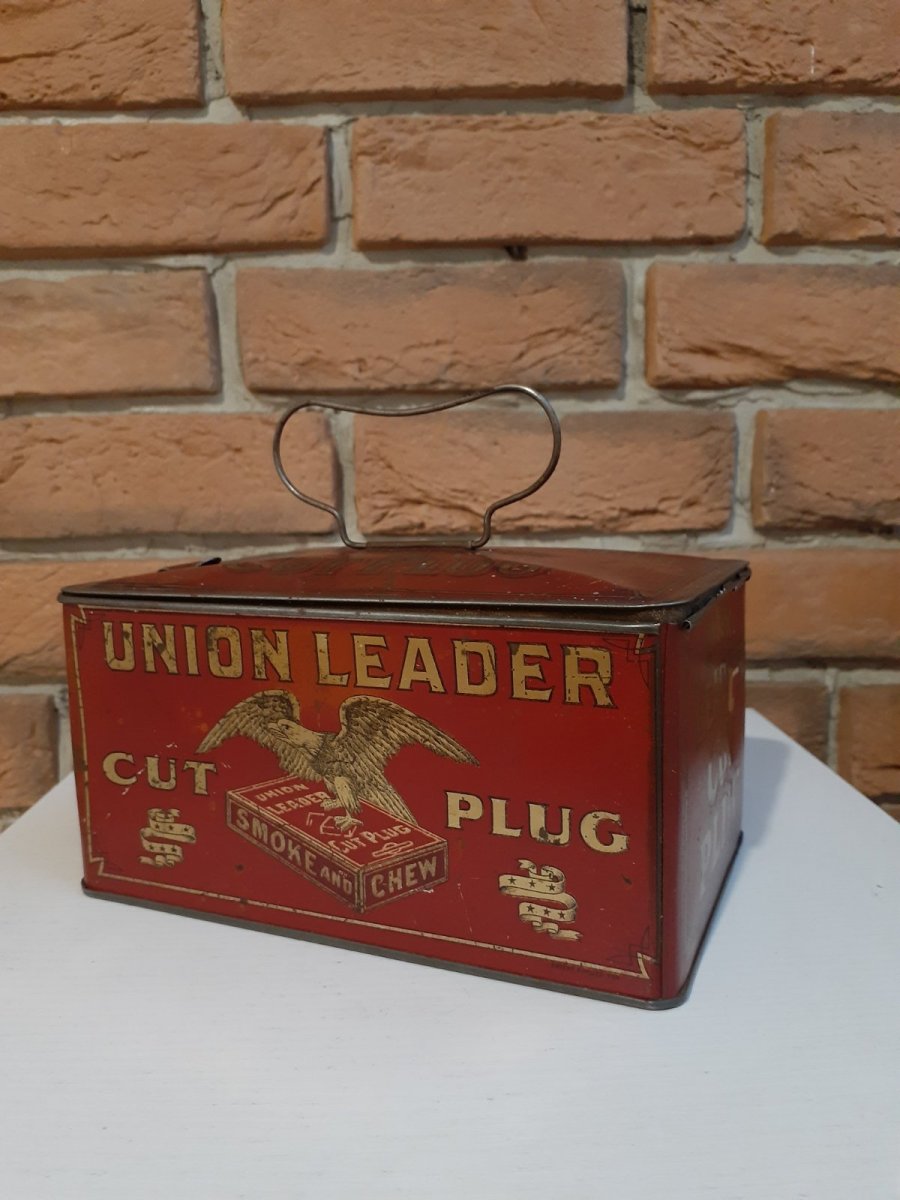 UNION LEADER
CUT
PLUG
UNION
LEADER
CUT PLUG
SMOKE AND
CHEW